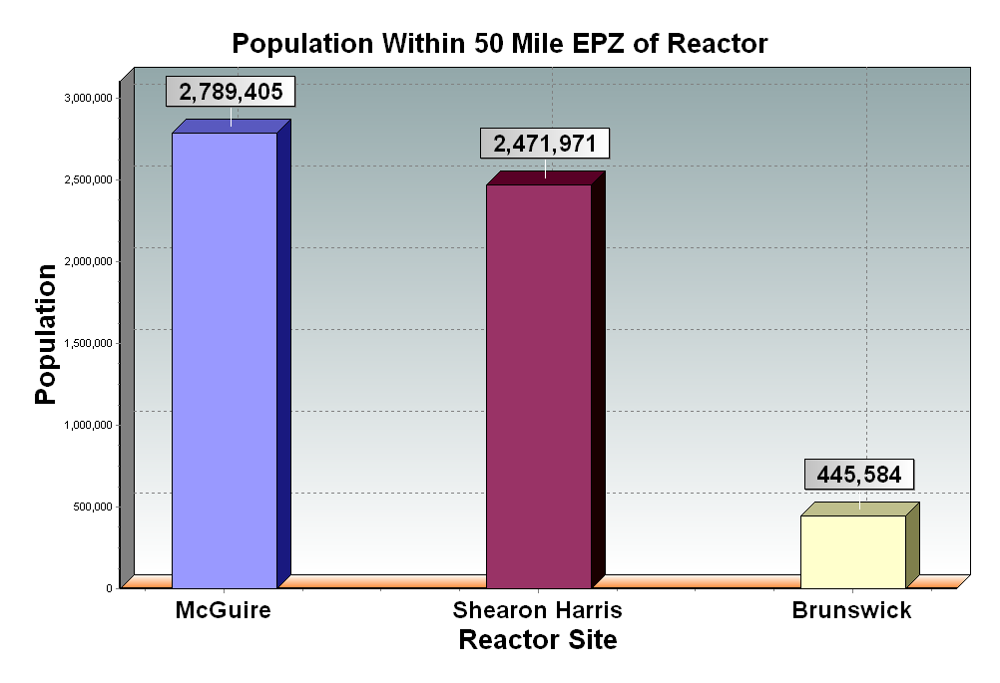 Population Within 50 Mile EPZ of Reactor
2,789,405
3,000,000
2,471,971
2,500,000
2,000,000
Population
1,500,000
1,000,000
445,584
500,000
0
McGuire
Shearon Harris
Brunswick
Reactor Site